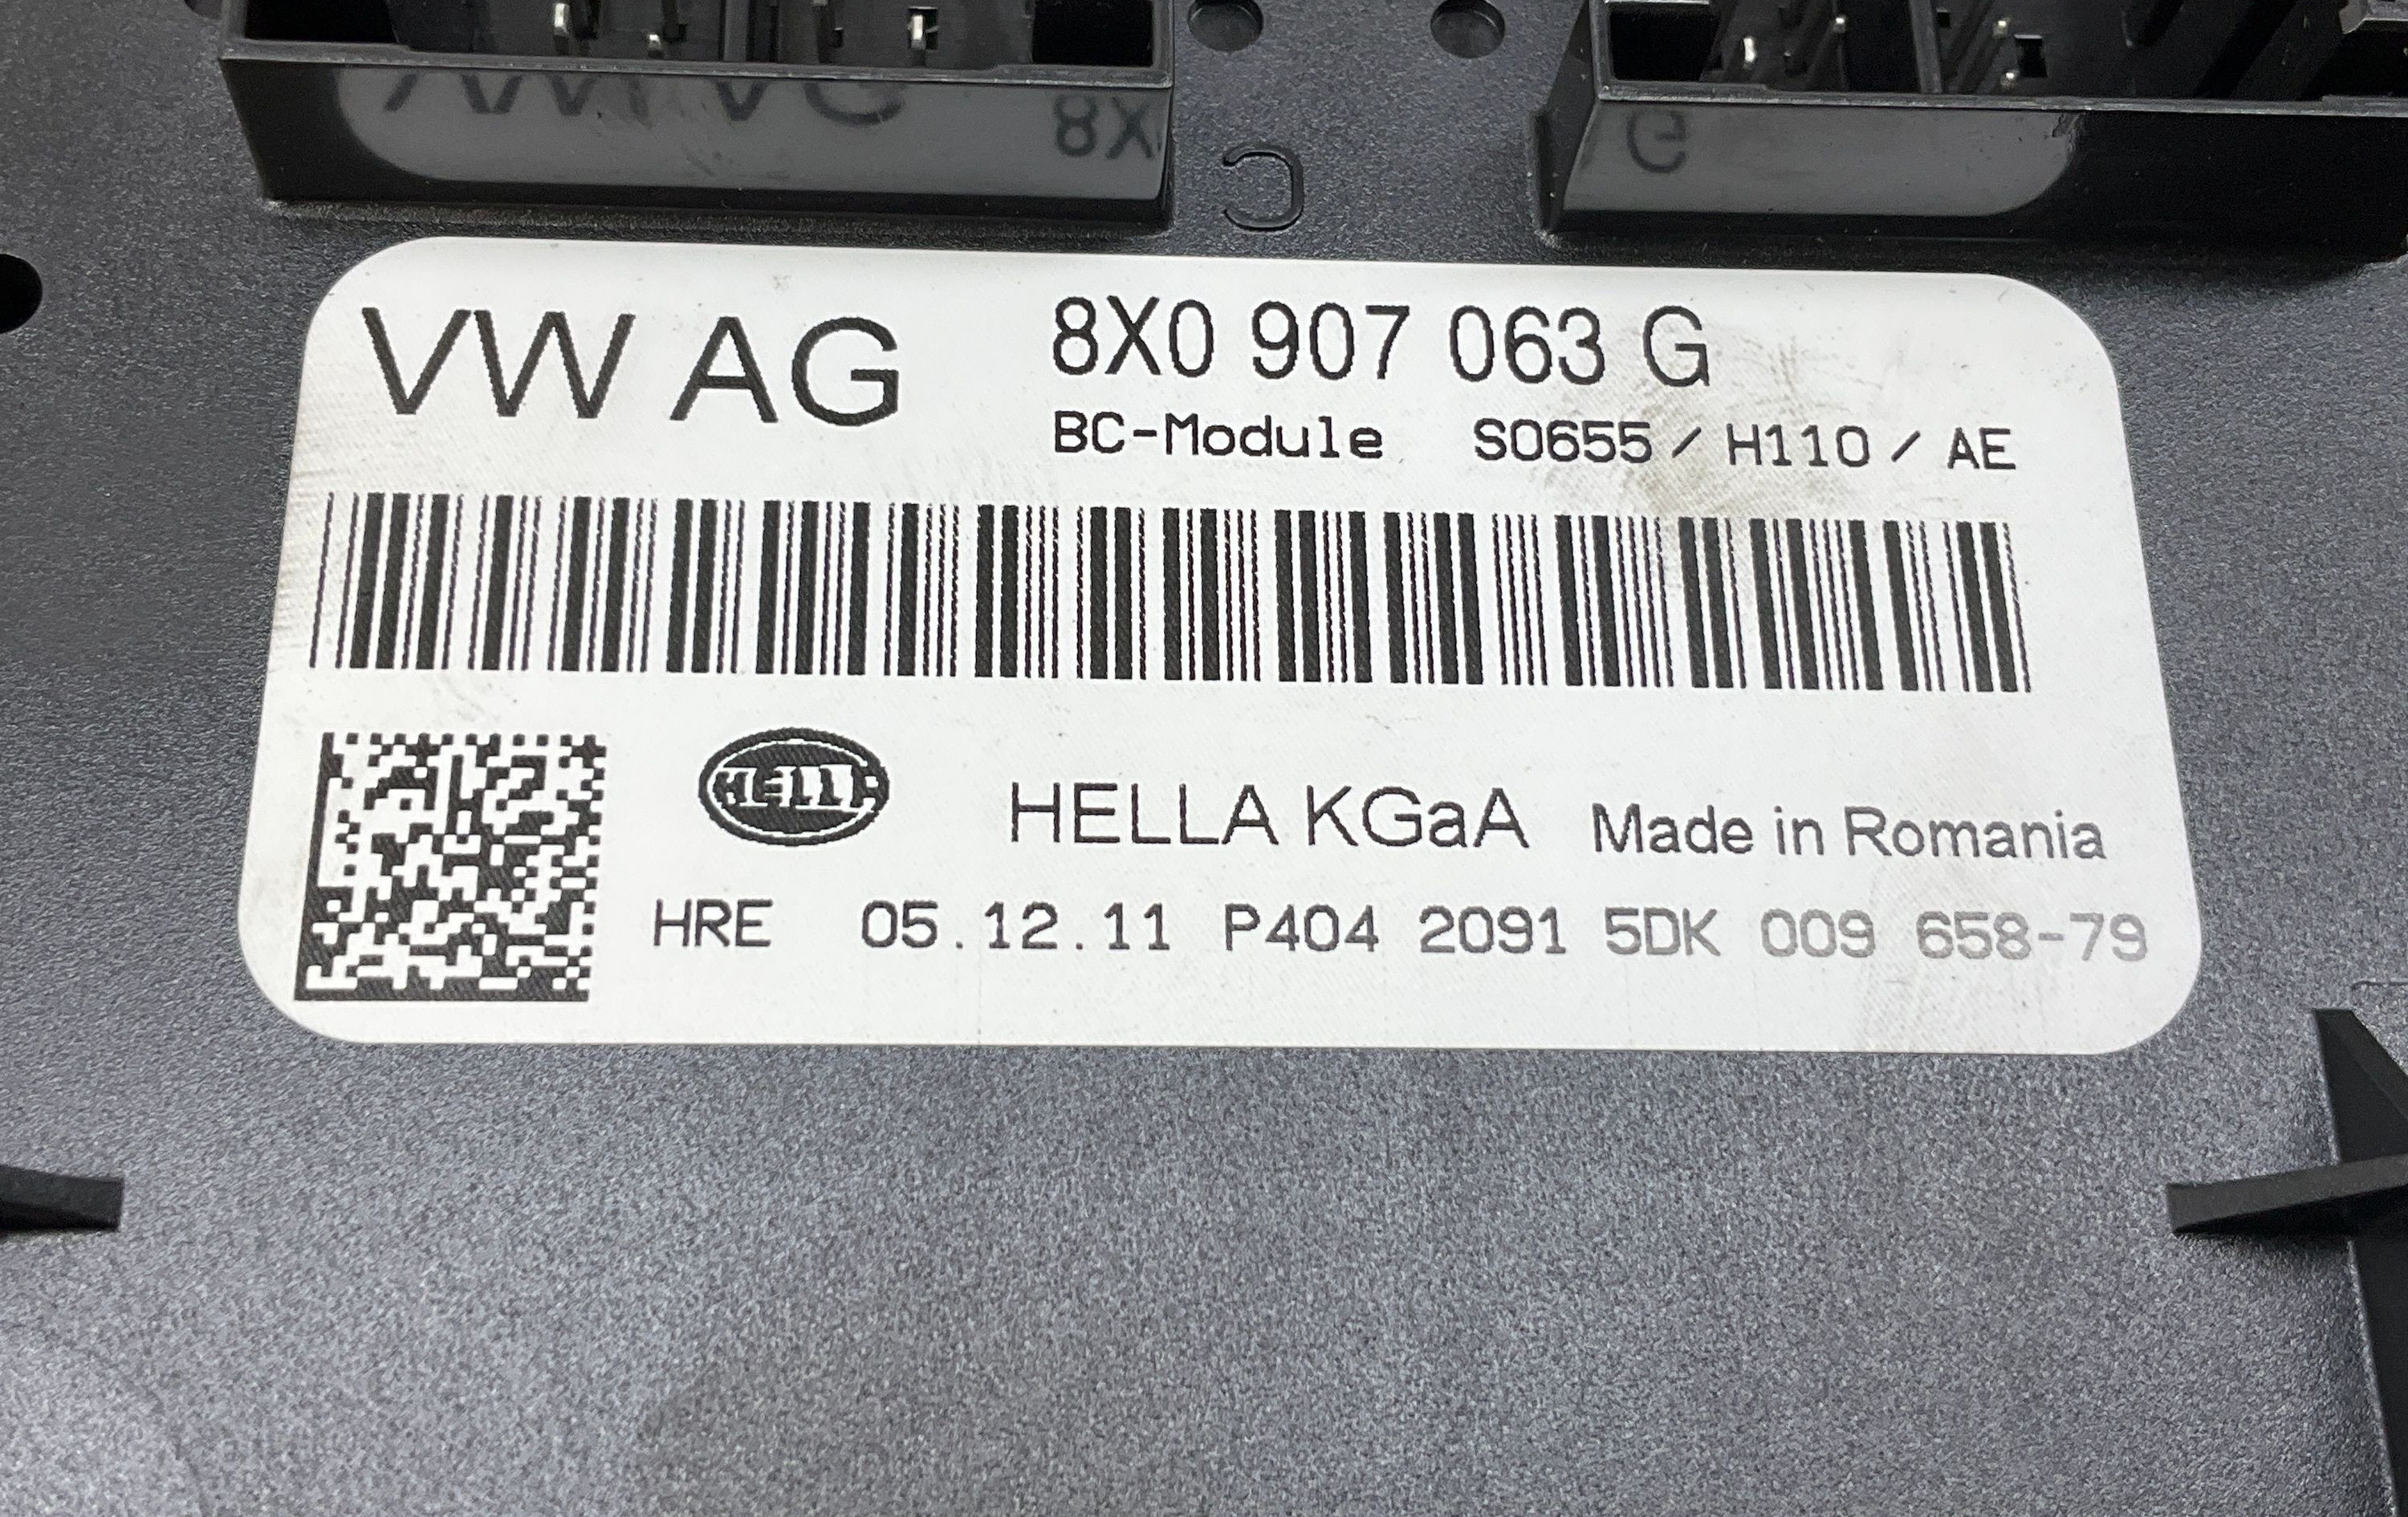 VW AG 8X0 907 063 G
BC-Module S0655 / H110 / AE
HELLA HELLA KGaA Made in Romania
HRE 05.12.11 P404 2091 5DK 009 658-79